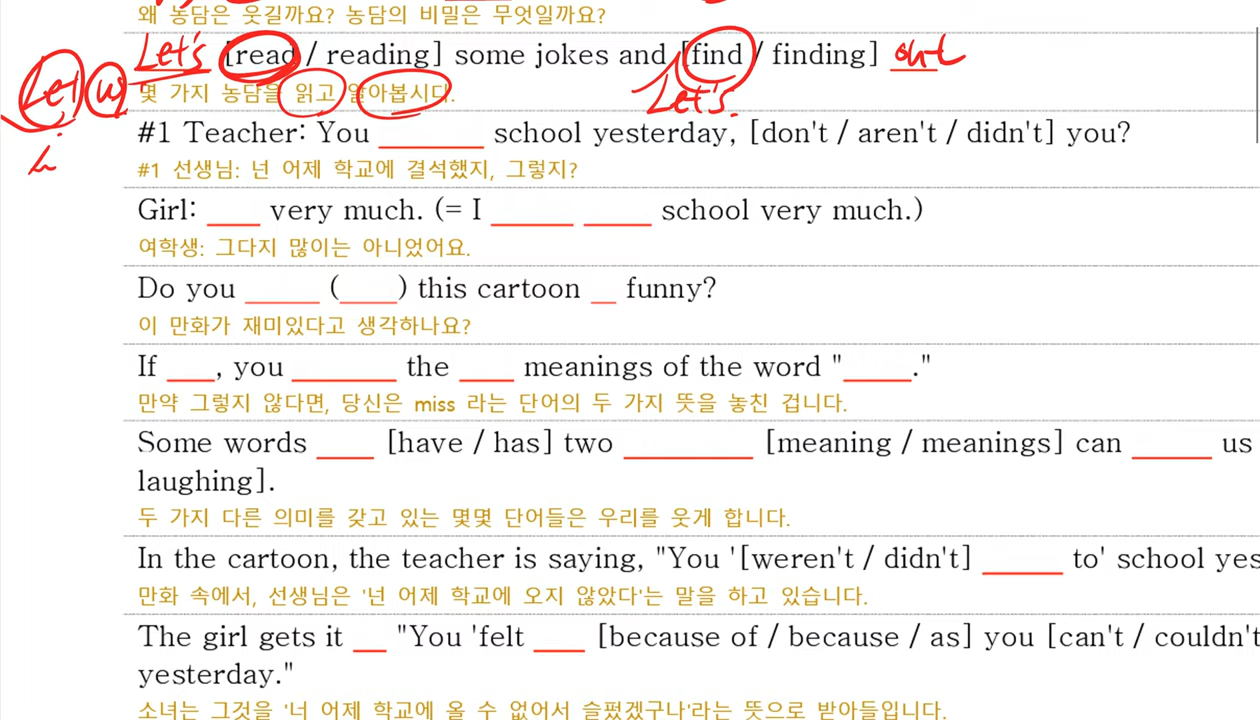 왜 농담은 웃길까요? 농담의 비밀은 무엇일까요?
Let's [read / reading] some jokes and [find / finding] out
Let us
Let's.
몇 가지 농담을 읽고 알아봅시다.
#1 Teacher: You ______ school yesterday, [don't / aren't / didn't] you?
#1 선생님: 넌 어제 학교에 결석했지, 그렇지?
Girl: ___ very much. (= I _____ ____ school very much.)
여학생: 그다지 많이는 아니었어요.
Do you ____ (___) this cartoon _ funny?
이 만화가 재미있다고 생각하나요?
If ___, you ______ the ___ meanings of the word "____."
만약 그렇지 않다면, 당신은 miss 라는 단어의 두 가지 뜻을 놓친 겁니다.
Some words ___ [have / has] two _______ [meaning / meanings] can ____ us
laughing].
두 가지 다른 의미를 갖고 있는 몇몇 단어들은 우리를 웃게 합니다.
In the cartoon, the teacher is saying, "You '[weren't / didn't] ____ to' school yes
만화 속에서, 선생님은 '넌 어제 학교에 오지 않았다'는 말을 하고 있습니다.
The girl gets it __ "You 'felt ___ [because of / because / as] you [can't / couldn't
yesterday."
소녀는 그것을 '너 어제 학교에 올 수 없어서 슬펐겠구나'라는 뜻으로 받아들입니다.